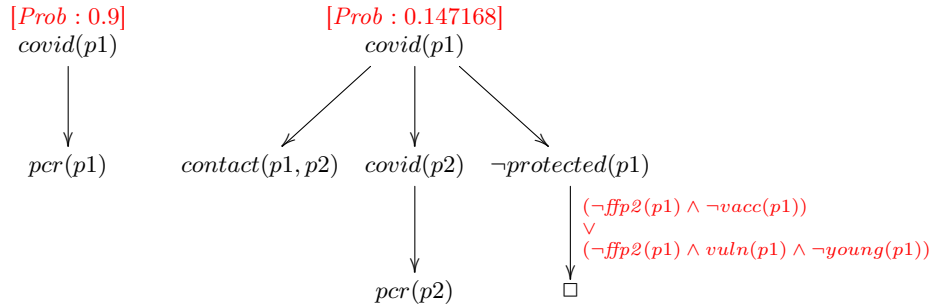 [Prob : 0.9] [Prob : 0.147168]
covid(p1) covid(p1)
pcr(p1) contact(p1, p2) covid(p2) ¬protected(p1)
(¬ffp2(p1) ∧ ¬vacc(p1))
∨
(¬ffp2(p1) ∧ vuln(p1) ∧ ¬young(p1))
pcr(p2) □